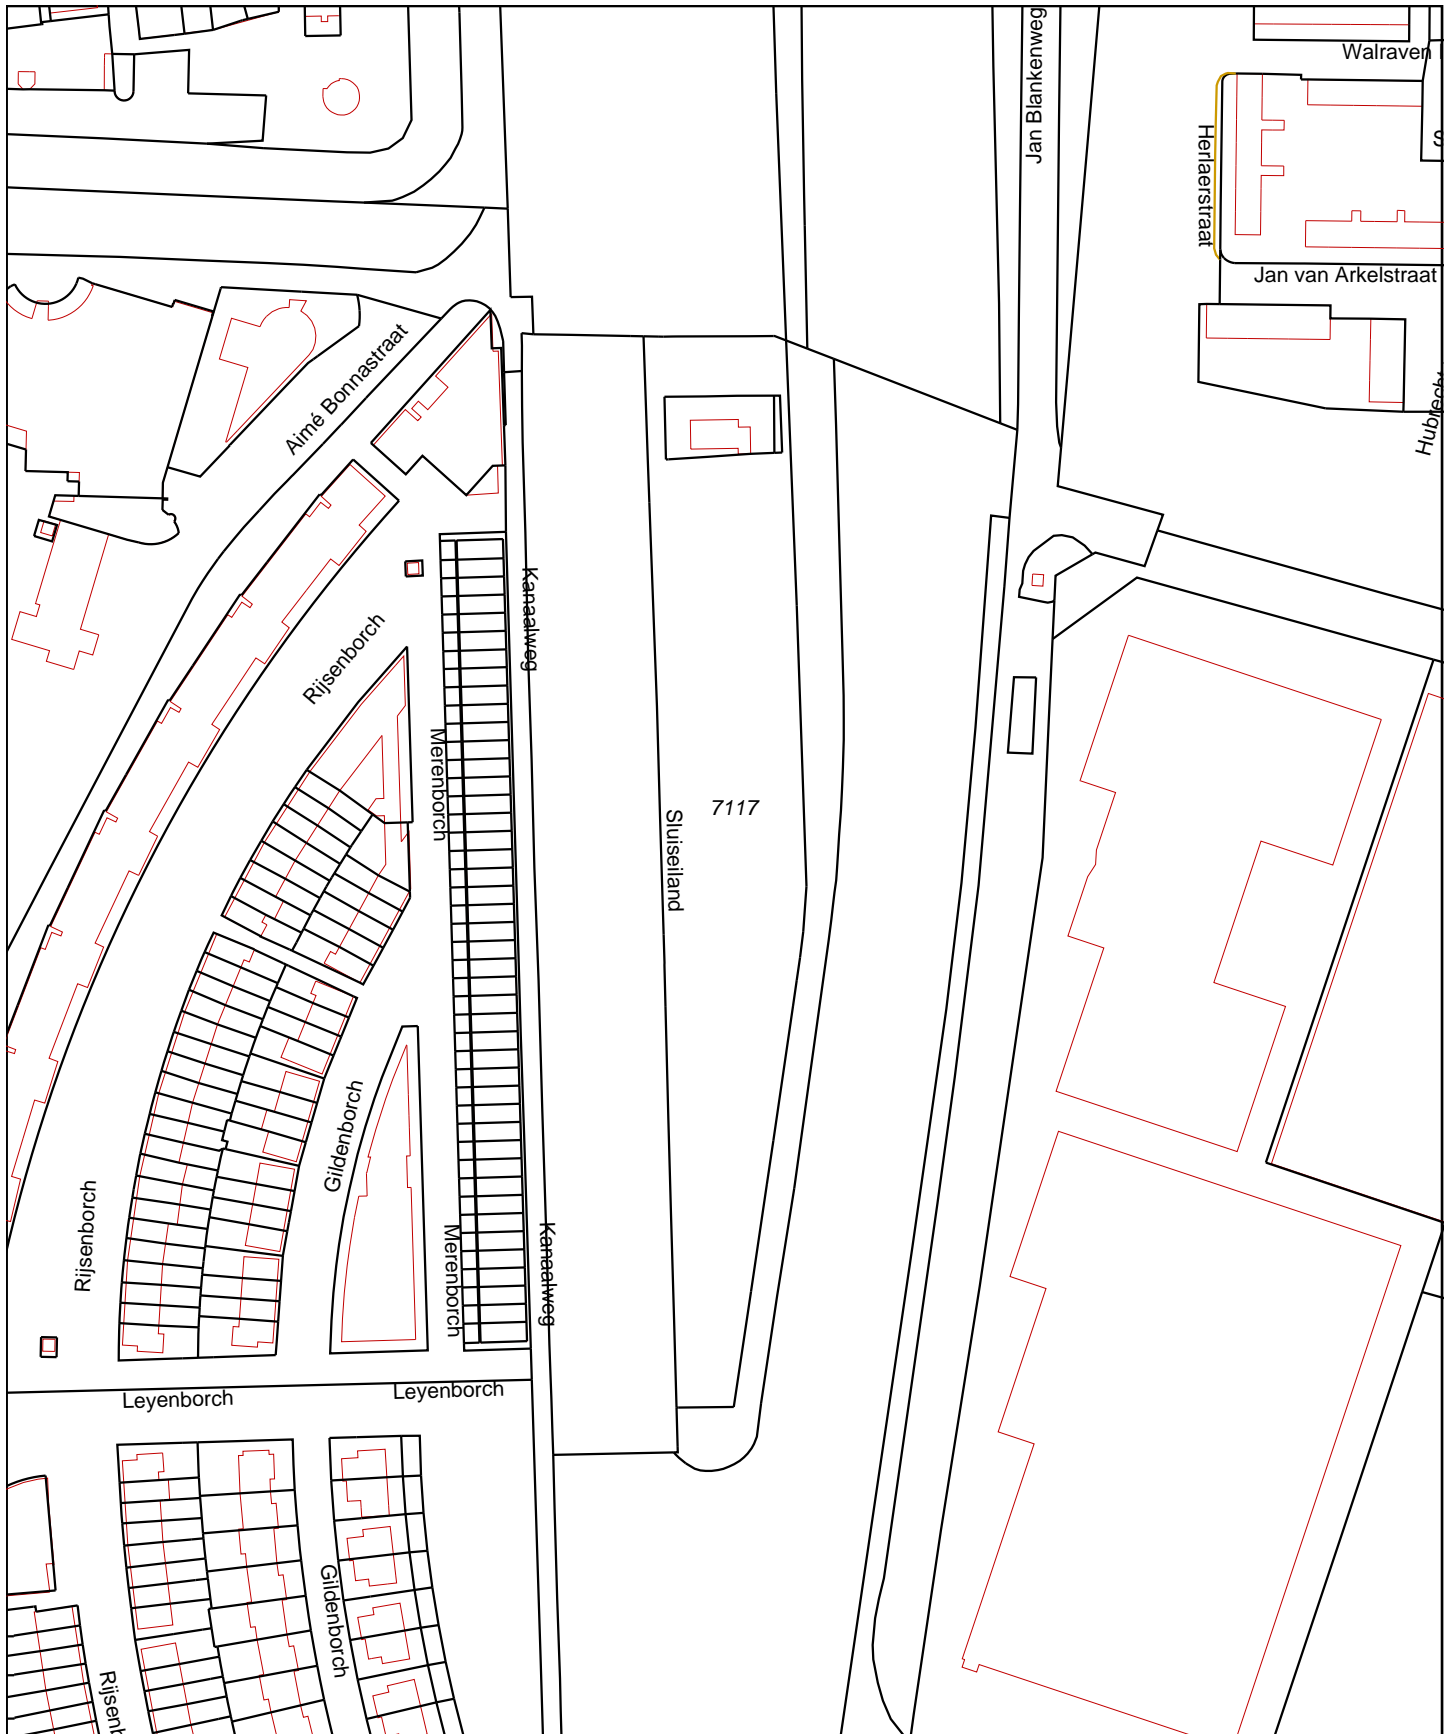 Jan Blankenweg
Walraven
Herlaerstraat
Jan van Arkelstraat
Aimé Bonnastraat
Kanaalweg
Rijsenborch
Merenborch
7117
Sluiseiland
Gildenborch
Rijsenborch
Merenborch
Kanaalweg
Leyenborch
Leyenborch
Gildenborch